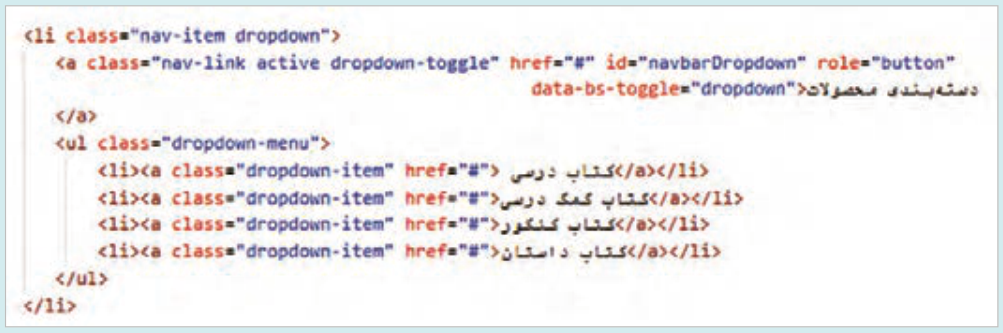 <li class="nav-item dropdown">
<a class="nav-link active dropdown-toggle" href="#" id="navbarDropdown" role="button"
data-bs-toggle="dropdown">دسته‌بندی محصولات
</a>
<ul class="dropdown-menu">
<li><a class="dropdown-item" href="#"> کتاب درسی</a></li>
<li><a class="dropdown-item" href="#">کتاب کمک درسی</a></li>
<li><a class="dropdown-item" href="#">کتاب کنکور</a></li>
<li><a class="dropdown-item" href="#">کتاب داستان</a></li>
</ul>
</li>